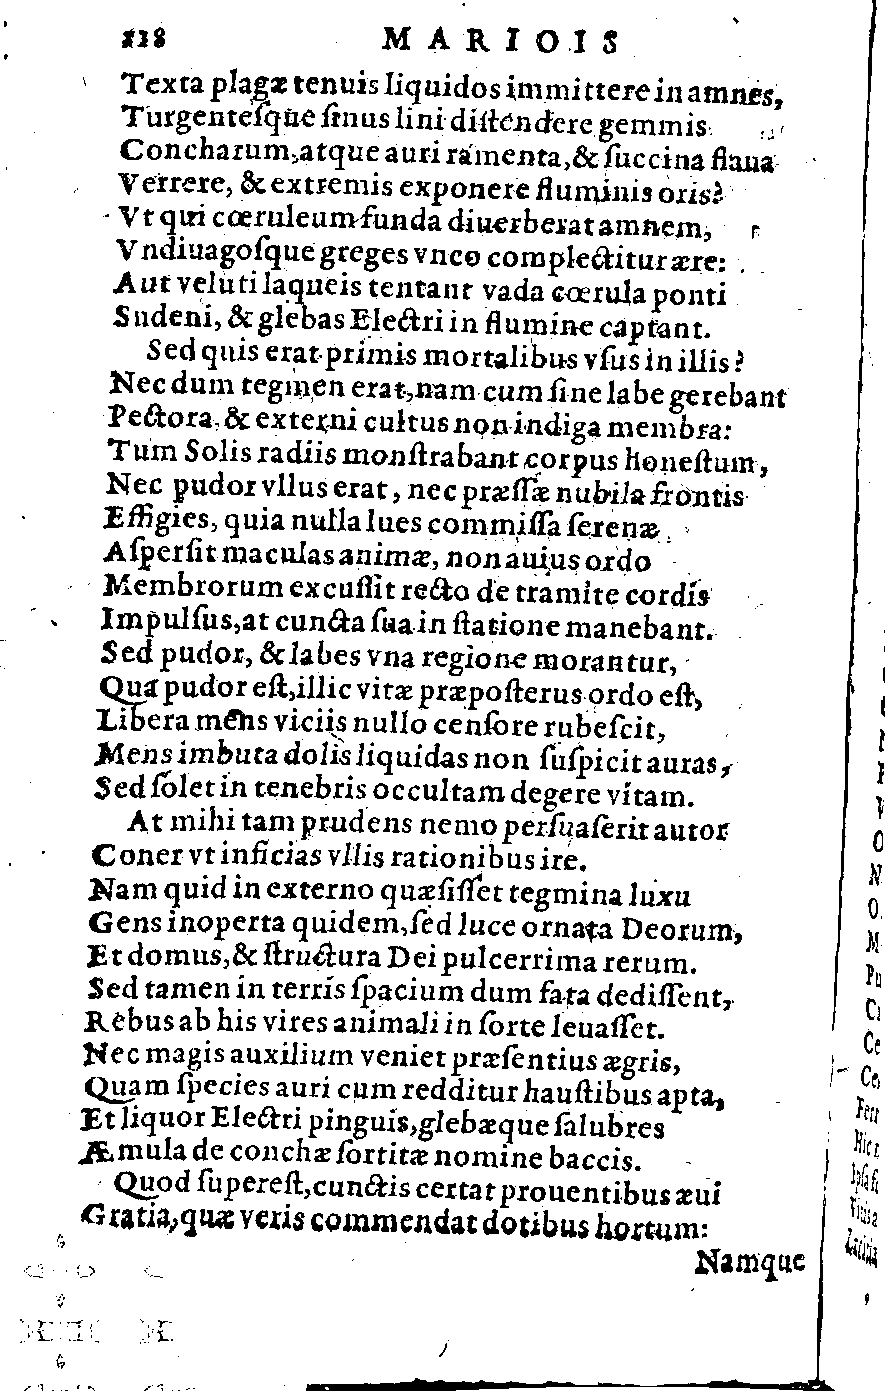 218 MARIOIS
Texta plagæ tenuis liquidos immittere in amnes,
Turgenteſque ſinus lini diſtendere gemmis
Concharum, atque auri ramenta, & ſuccina flaua
Verrere, & extremis exponere fluminis oris?
Vt qui cœruleum funda diuerberat amnem,
Vndiuagoſque greges vnco complectitur ære:
Aut veluti laqueis tentant vada cœrula ponti
Sudeni, & glebas Electri in flumine captant.
Sed quis erat primis mortalibus vſus in illis?
Nec dum tegmen erat, nam cum ſine labe gerebant
Pectora, & externi cultus non indiga membra:
Tum Solis radiis monſtrabant corpus honeſtum,
Nec pudor vllus erat, nec præſſæ nubila frontis
Effigies, quia nulla lues commiſſa ſerenæ
Aſperſit maculas animæ, non auius ordo
Membrorum excuſſit recto de tramite cordis
Impulſus, at cuncta ſua in ſtatione manebant.
Sed pudor, & labes vna regione morantur,
Qua pudor eſt, illic vitæ præpoſterus ordo eſt,
Libera mens viciis nullo cenſore rubeſcit,
Mens imbuta dolis liquidas non ſuſpicit auras,
Sed ſolet in tenebris occultam degere vitam.
At mihi tam prudens nemo perſuaſerit autor
Coner vt inficias vllis rationibus ire.
Nam quid in externo quæſiſſet tegmina luxu
Gens inoperta quidem, ſed luce ornata Deorum,
Et domus, & ſtructura Dei pulcerrima rerum.
Sed tamen in terris ſpacium dum fata dediſſent,
Rebus ab his vires animali in ſorte leuaſſet.
Nec magis auxilium veniet præſentius ægris,
Quam ſpecies auri cum redditur hauſtibus apta,
Et liquor Electri pinguis, glebæque ſalubres
Æmula de conchæ ſortitæ nomine baccis.
Quod ſupereſt, cunctis certat prouentibus æui
Gratia, quæ veris commendat dotibus hortum:
Namque